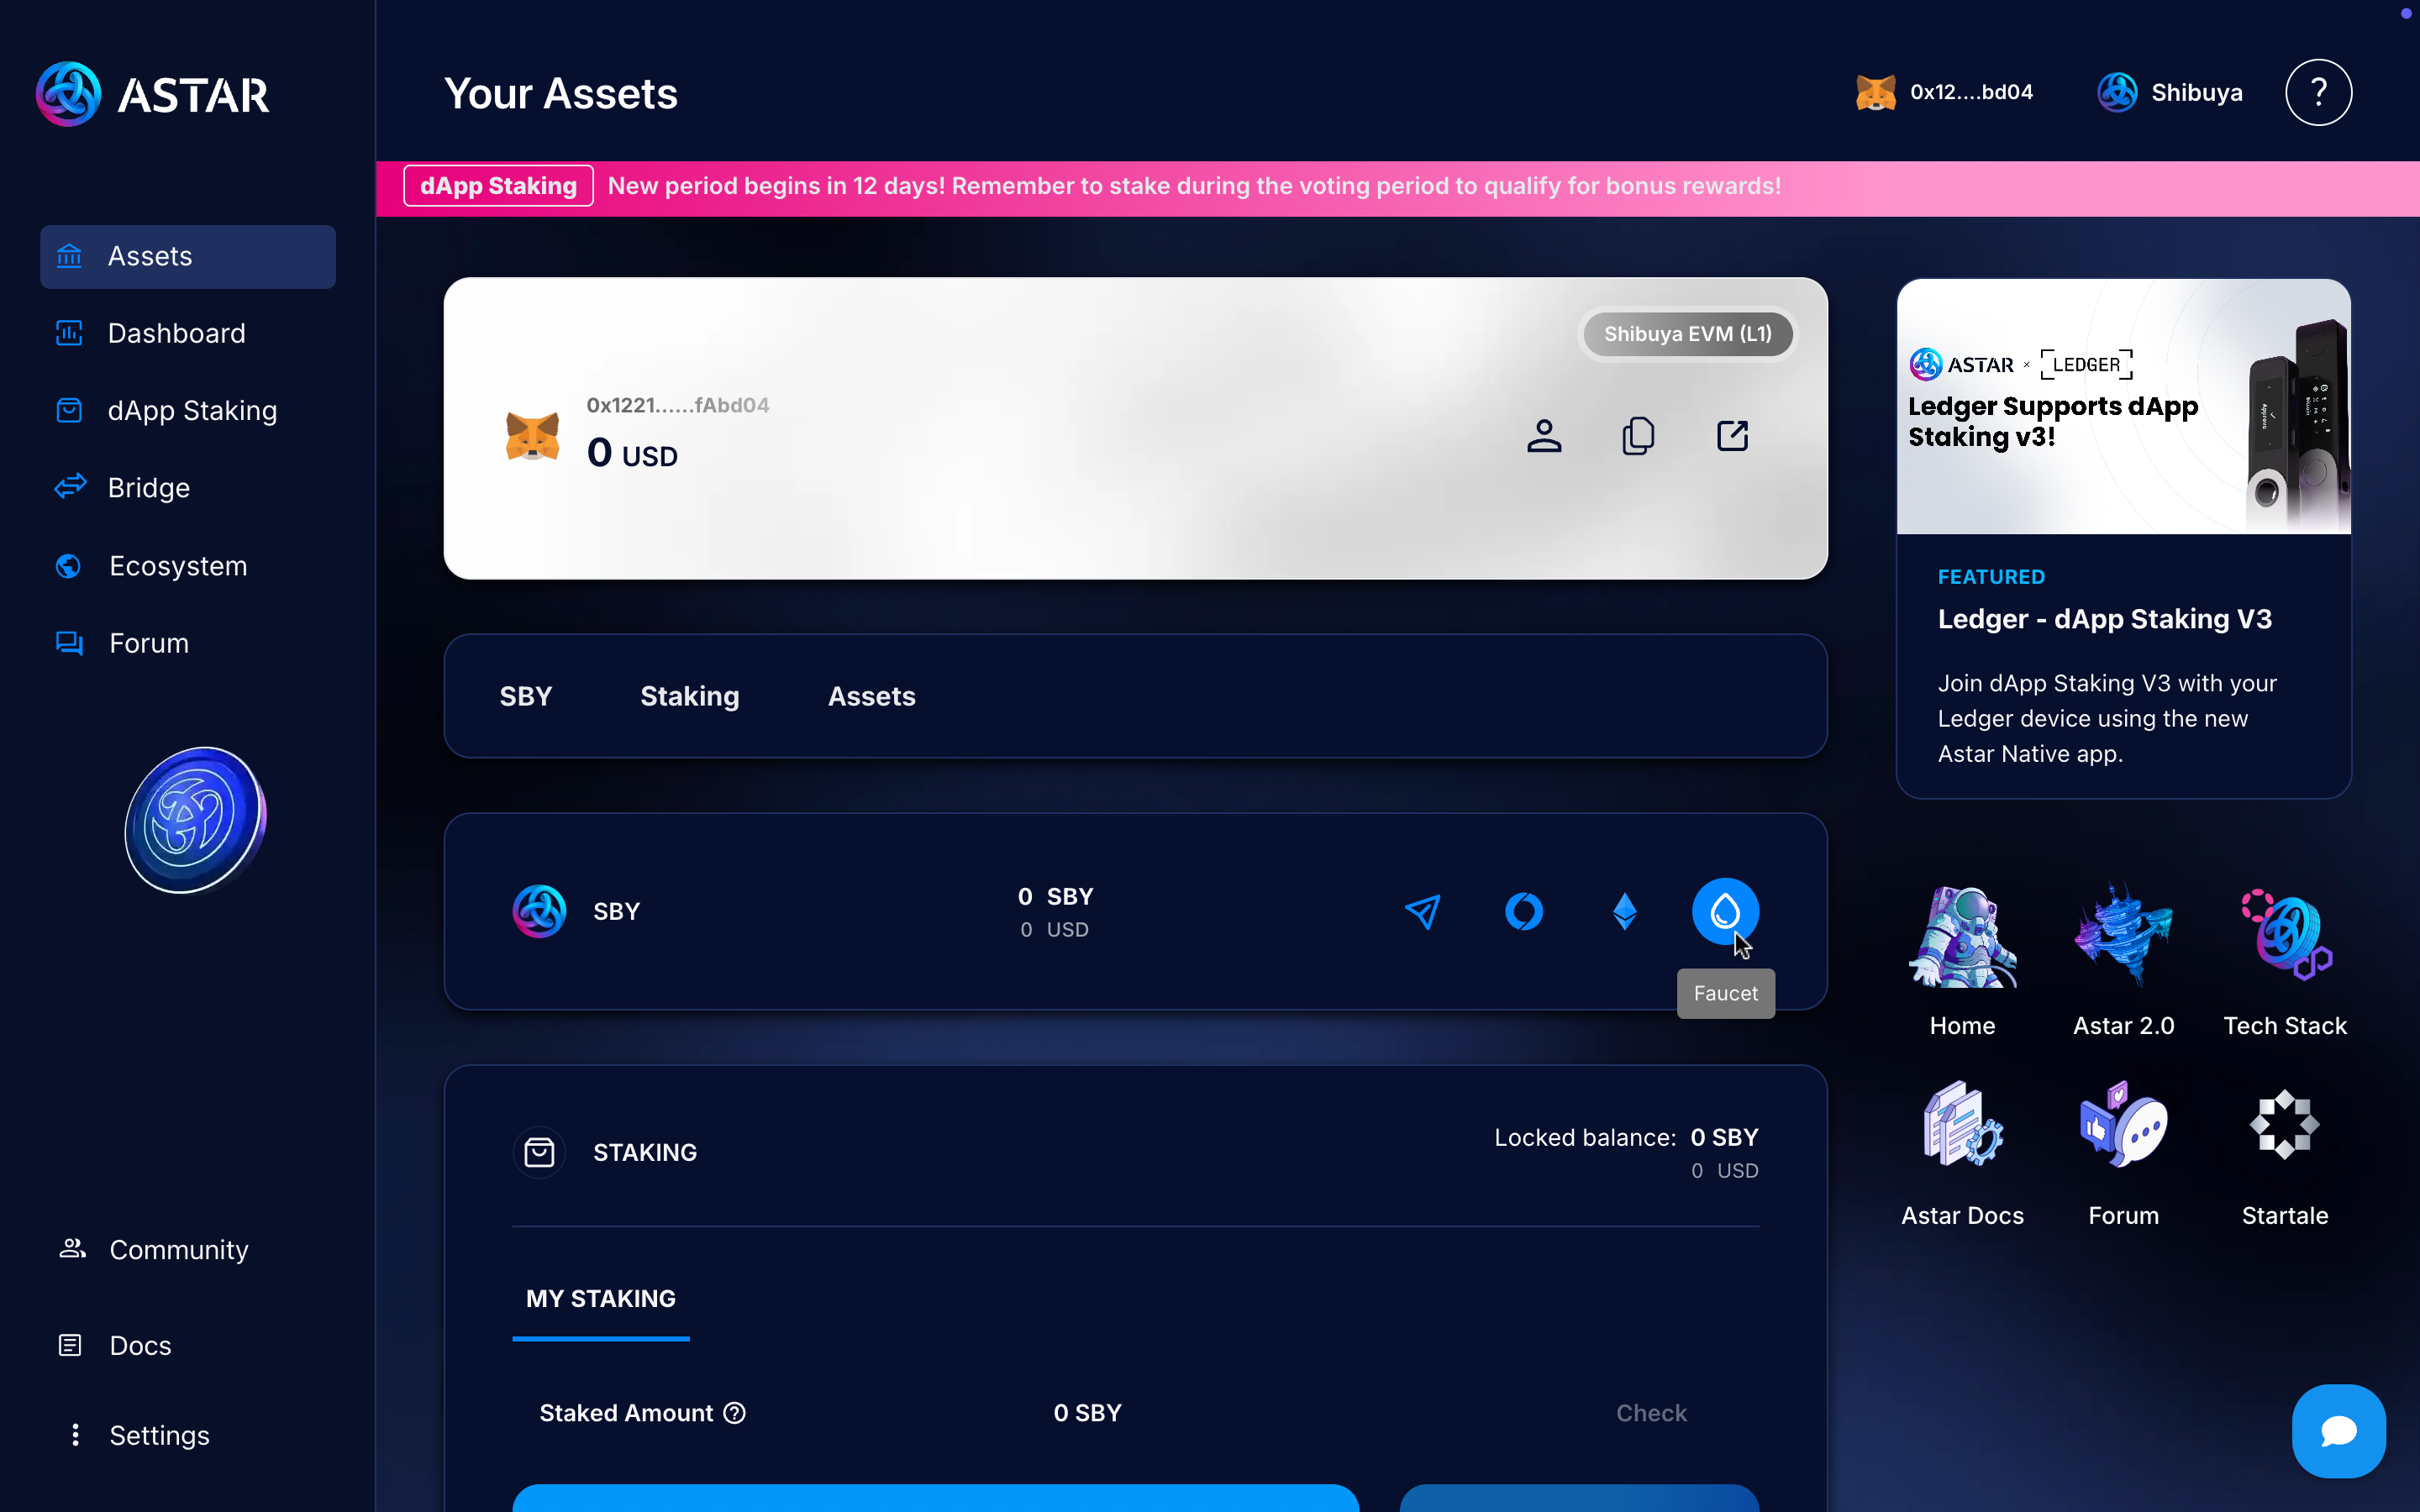 ASTAR
Your Assets
0x12....bd04
Shibuya
?
dApp Staking
New period begins in 12 days! Remember to stake during the voting period to qualify for bonus rewards!
Assets
Dashboard
dApp Staking
Bridge
Ecosystem
Forum
Community
Docs
Settings
Shibuya EVM (L1)
0x1221......fAbd04
0 USD
SBY
Staking
Assets
SBY
0 SBY
0 USD
Faucet
STAKING
Locked balance: 0 SBY
0 USD
MY STAKING
Staked Amount
0 SBY
Check
ASTAR × LEDGER
Ledger Supports dApp
Staking v3!
FEATURED
Ledger - dApp Staking V3
Join dApp Staking V3 with your
Ledger device using the new
Astar Native app.
Home
Astar 2.0
Tech Stack
Astar Docs
Forum
Startale